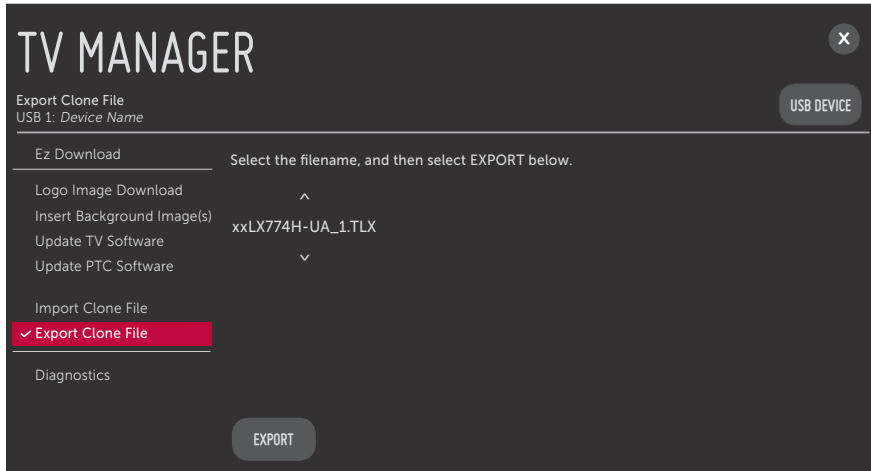 TV MANAGER
X
Export Clone File
USB 1: Device Name
USB DEVICE
Ez Download
Logo Image Download
Insert Background Image(s)
Update TV Software
Update PTC Software
Import Clone File
Export Clone File
Diagnostics
Select the filename, and then select EXPORT below.
xxLX774H-UA_1.TLX
EXPORT